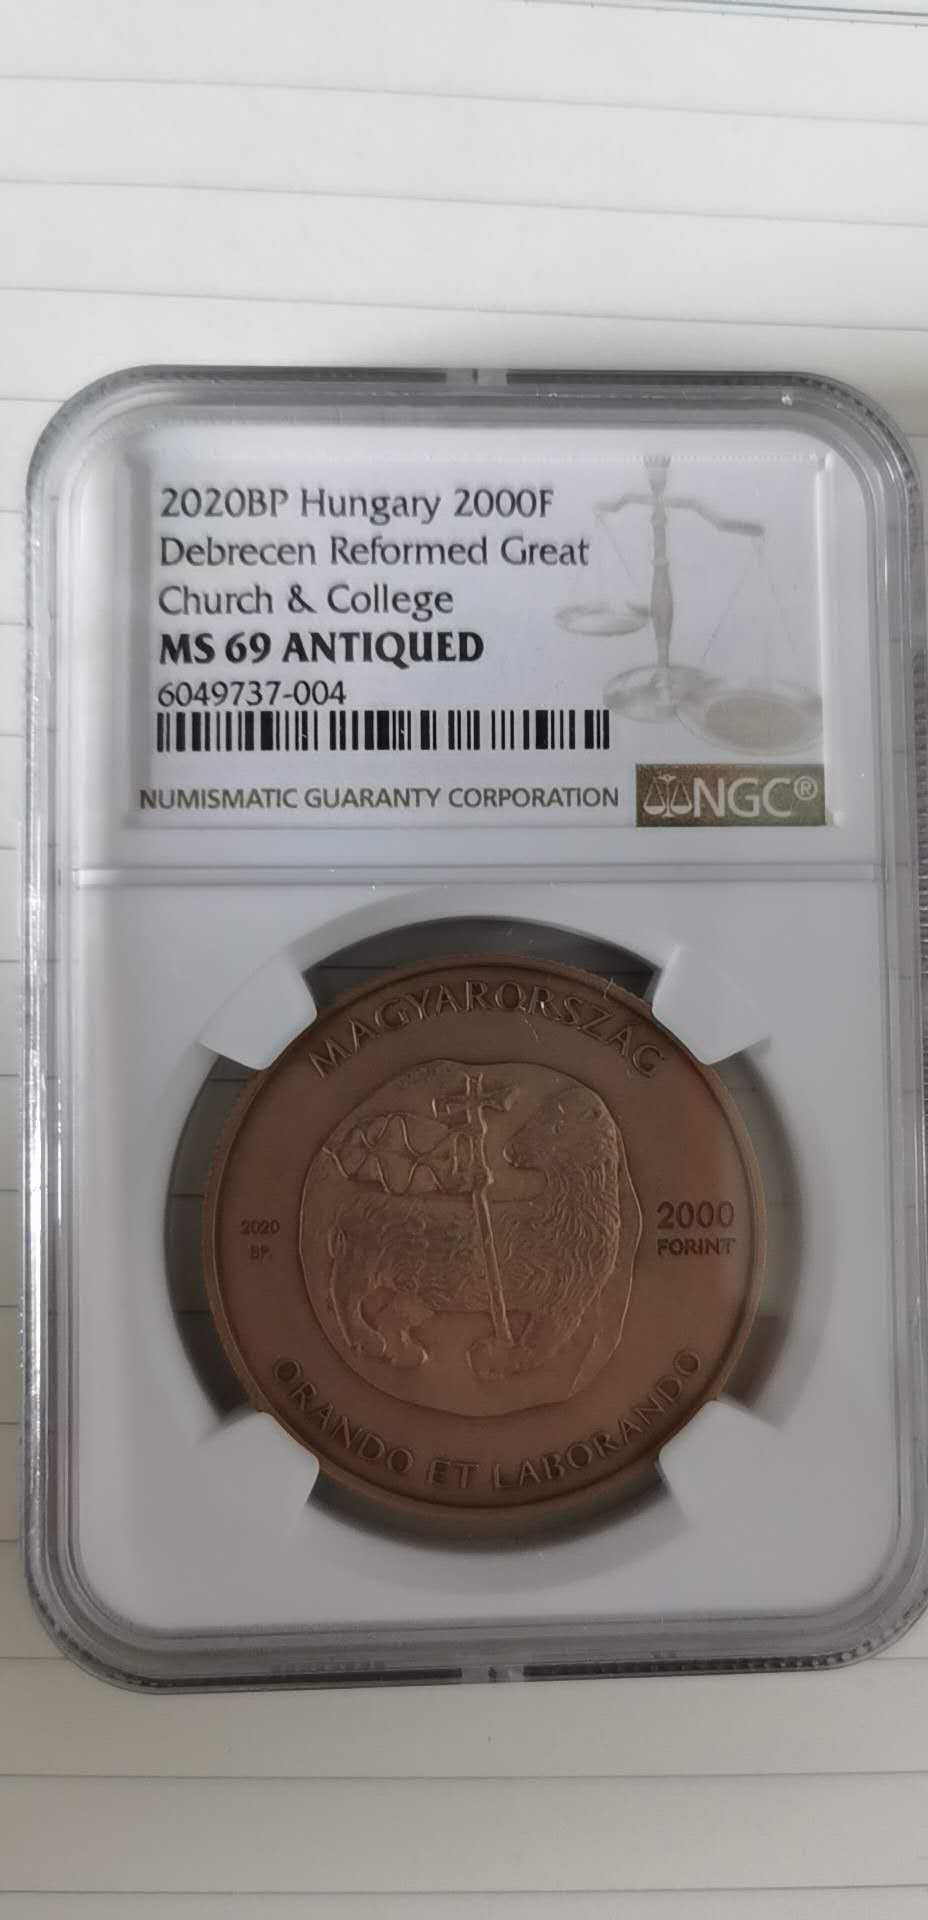 2020BP Hungary 2000F
Debrecen Reformed Great
Church & College
MS 69 ANTIQUED
6049737-004
NUMISMATIC GUARANTY CORPORATION
NGC®
MAGYARORSZÁG
2020
BP.
2000
FORINT
ORANDO ET LABORANDO